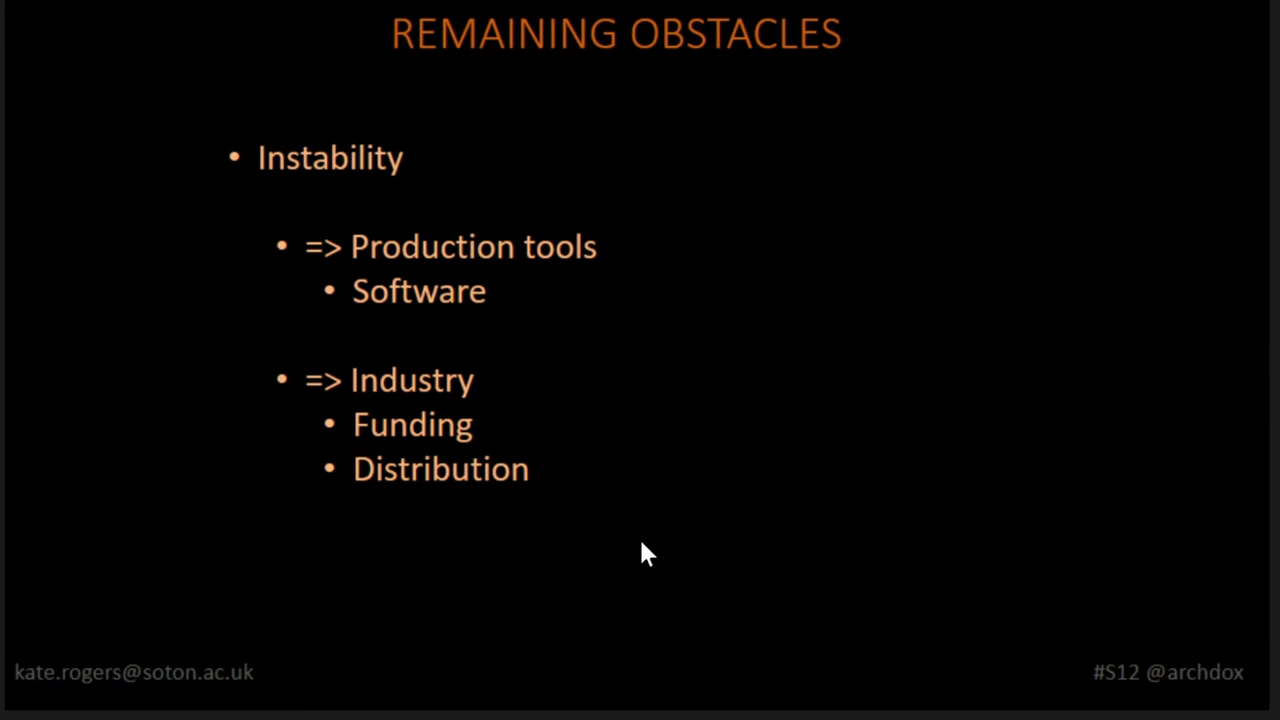 REMAINING OBSTACLES
• Instability
• => Production tools
• Software
• => Industry
• Funding
• Distribution
kate.rogers@soton.ac.uk
#S12 @archdox